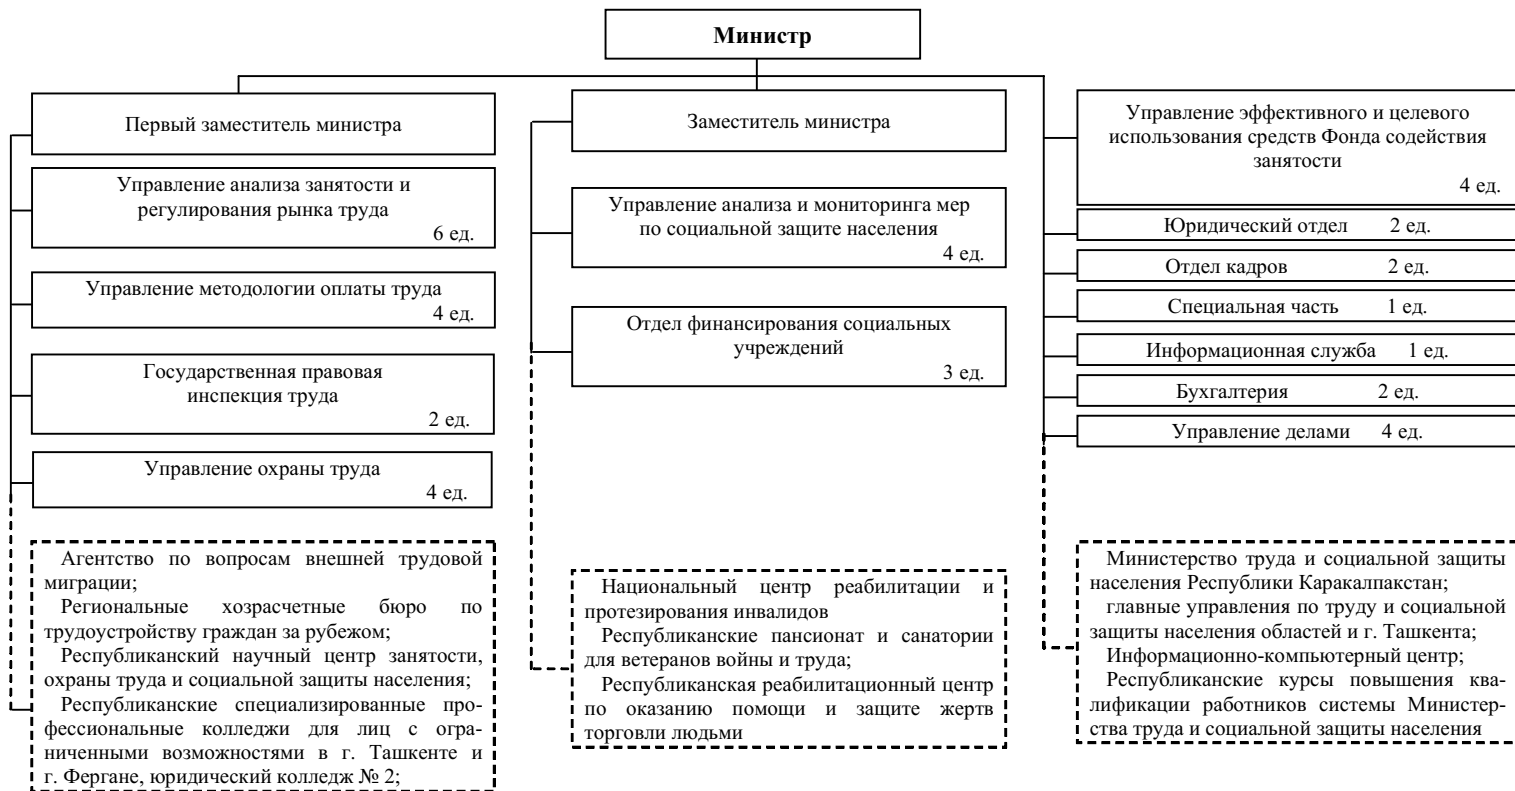 Министр
Первый заместитель министра
Управление анализа занятости и
регулирования рынка труда
6 ед.
Управление методологии оплаты труда
4 ед.
Государственная правовая
инспекция труда
2 ед.
Управление охраны труда
4 ед.
Агентство по вопросам внешней трудовой
миграции;
Региональные хозрасчетные бюро по
трудоустройству граждан за рубежом;
Республиканский научный центр занятости,
охраны труда и социальной защиты населения;
Республиканские специализированные про-
фессиональные колледжи для лиц с огра-
ниченными возможностями в г. Ташкенте и
г. Фергане, юридический колледж № 2;
Заместитель министра
Управление анализа и мониторинга мер
по социальной защите населения
4 ед.
Отдел финансирования социальных
учреждений
3 ед.
Национальный центр реабилитации и
протезирования инвалидов
Республиканские пансионат и санатории
для ветеранов войны и труда;
Республиканская реабилитационный центр
по оказанию помощи и защите жертв
торговли людьми
Управление эффективного и целевого
использования средств Фонда содействия
занятости
4 ед.
Юридический отдел 2 ед.
Отдел кадров 2 ед.
Специальная часть 1 ед.
Информационная служба 1 ед.
Бухгалтерия 2 ед.
Управление делами 4 ед.
Министерство труда и социальной защиты
населения Республики Каракалпакстан;
главные управления по труду и социальной
защиты населения областей и г. Ташкента;
Информационно-компьютерный центр;
Республиканские курсы повышения ква-
лификации работников системы Министер-
ства труда и социальной защиты населения